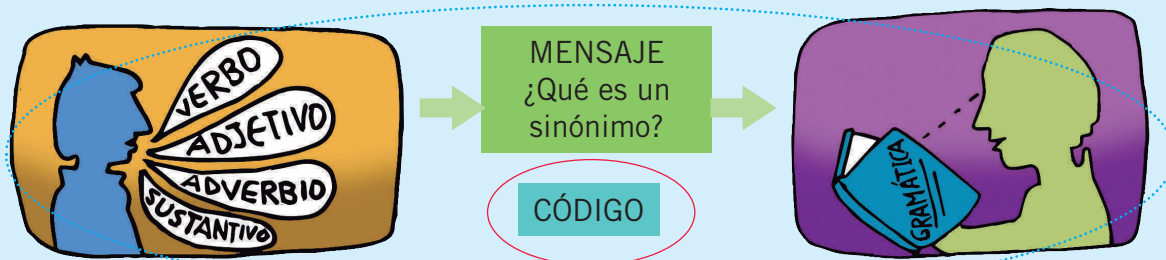 VERBO
ADJETIVO
ADVERBIO
SUSTANTIVO
MENSAJE
¿Qué es un
sinónimo?
CÓDIGO
GRAMÁTICA